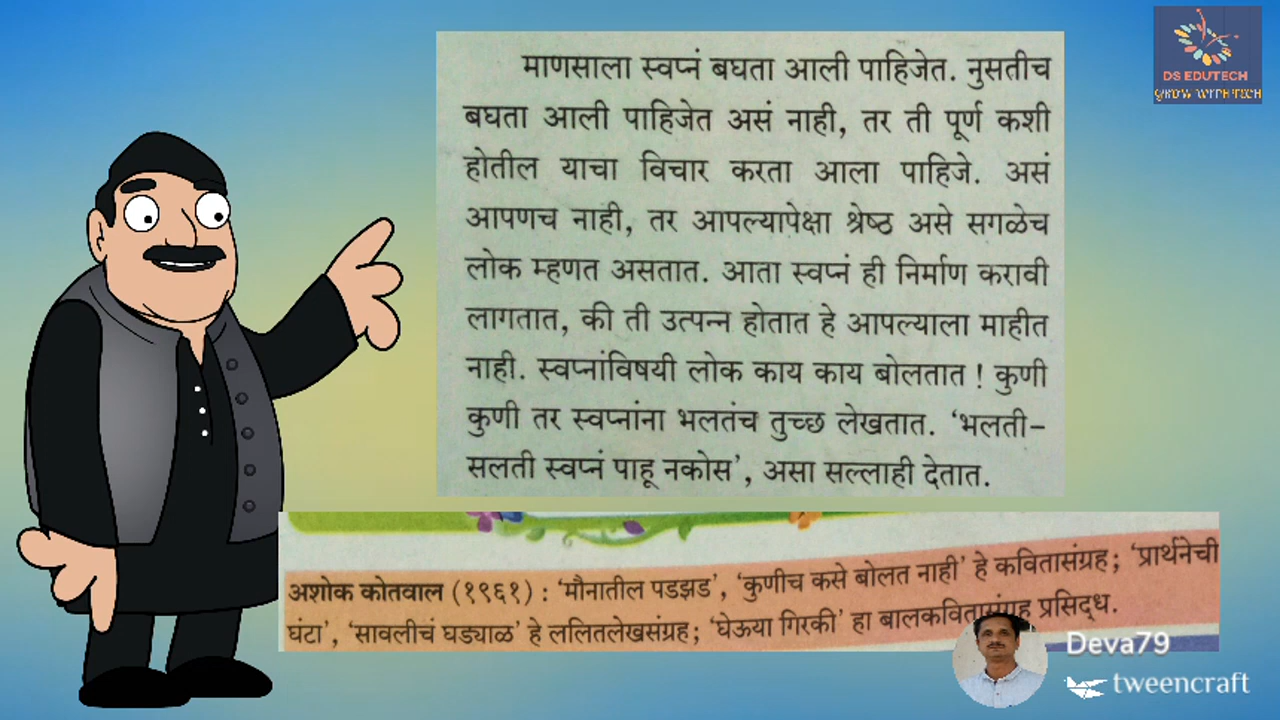 DS EDUTECH
GROW WITH TECH
माणसाला स्वप्नं बघता आली पाहिजेत. नुसतीच
बघता आली पाहिजेत असं नाही, तर ती पूर्ण कशी
होतील याचा विचार करता आला पाहिजे. असं
आपणच नाही, तर आपल्यापेक्षा श्रेष्ठ असे सगळेच
लोक म्हणत असतात. आता स्वप्नं ही निर्माण करावी
लागतात, की ती उत्पन्न होतात हे आपल्याला माहीत
नाही. स्वप्नांविषयी लोक काय काय बोलतात ! कुणी
कुणी तर स्वप्नांना भलतंच तुच्छ लेखतात. ‘भलती-
सलती स्वप्नं पाहू नकोस’, असा सल्लाही देतात.
अशोक कोतवाल (१९६१) : ‘मौनातील पडझड’, ‘कुणीच कसे बोलत नाही’ हे कवितासंग्रह; ‘प्रार्थनेची
घंटा’, ‘सावलीचं घड्याळ’ हे ललितलेखसंग्रह; ‘घेऊया गिरकी’ हा बालकवितासंग्रह प्रसिद्ध.
Deva79
tweencraft